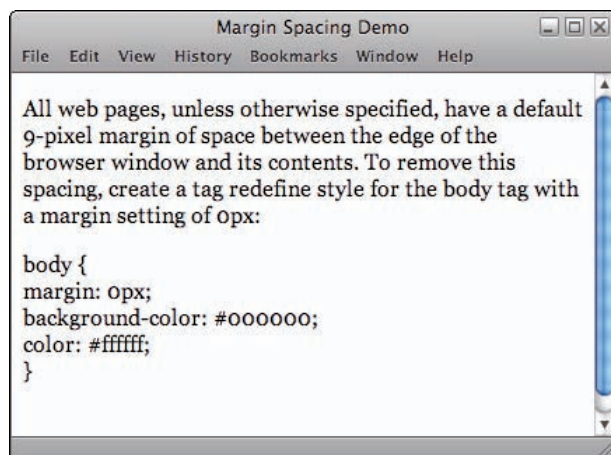 Margin Spacing Demo
File Edit View History Bookmarks Window Help
All web pages, unless otherwise specified, have a default
9-pixel margin of space between the edge of the
browser window and its contents. To remove this
spacing, create a tag redefine style for the body tag with
a margin setting of 0px:
body {
margin: 0px;
background-color: #000000;
color: #ffffff;
}